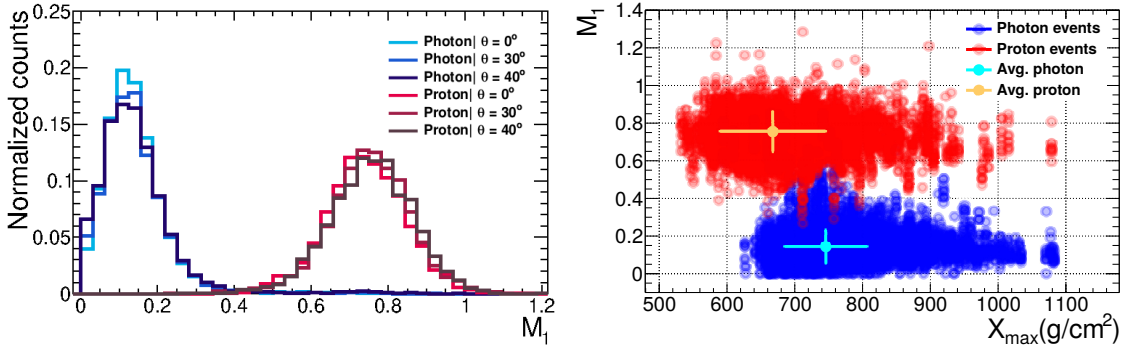 Normalized counts
0.25
0.2
0.15
0.1
0.05
0
0 0.2 0.4 0.6 0.8 1 1.2
M₁
Photon| θ = 0°
Photon| θ = 30°
Photon| θ = 40°
Proton| θ = 0°
Proton| θ = 30°
Proton| θ = 40°
M₁
1.4
1.2
1
0.8
0.6
0.4
0.2
0
500 600 700 800 900 1000 1100
Xmax(g/cm²)
Photon events
Proton events
Avg. photon
Avg. proton